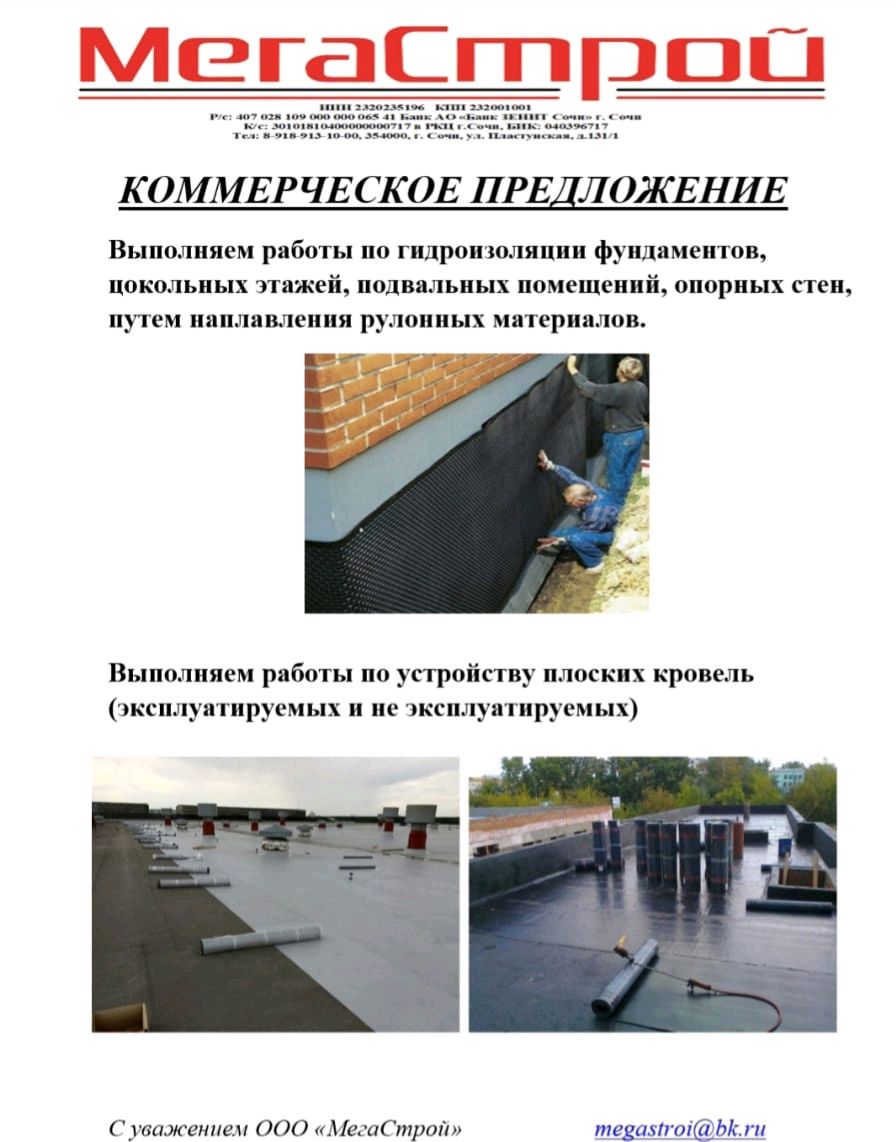 МегаСтрой
ИНН 2320235196 КПП 232001001
Р/с: 407 028 109 000 000 065 41 Банк АО «Банк ЗЕНИТ Сочи» г. Сочи
К/с: 30101810400000000717 в РКЦ г.Сочи, БИК: 040396717
Тел: 8-918-913-10-00, 354000, г. Сочи, ул. Пластунская, д.131/1
КОММЕРЧЕСКОЕ ПРЕДЛОЖЕНИЕ
Выполняем работы по гидроизоляции фундаментов,
цокольных этажей, подвальных помещений, опорных стен,
путем наплавления рулонных материалов.
Выполняем работы по устройству плоских кровель
(эксплуатируемых и не эксплуатируемых)
С уважением ООО «МегаСтрой» megastroi@bk.ru